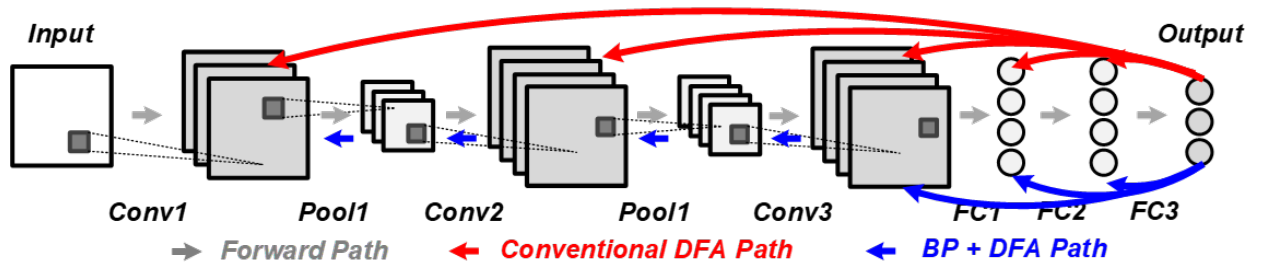 Input
Output
Conv1 Pool1 Conv2 Pool1 Conv3 FC1 FC2 FC3
Forward Path Conventional DFA Path BP + DFA Path